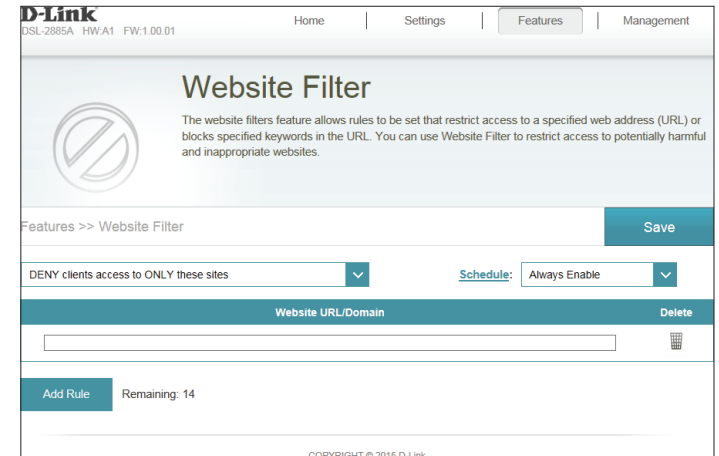 D-Link
DSL-2885A HW:A1 FW:1.00.01
Home Settings Features Management
Website Filter
The website filters feature allows rules to be set that restrict access to a specified web address (URL) or
blocks specified keywords in the URL. You can use Website Filter to restrict access to potentially harmful
and inappropriate websites.
Features >> Website Filter Save
DENY clients access to ONLY these sites Schedule: Always Enable
Website URL/Domain Delete
Add Rule Remaining: 14
COPYRIGHT © 2015 D-Link